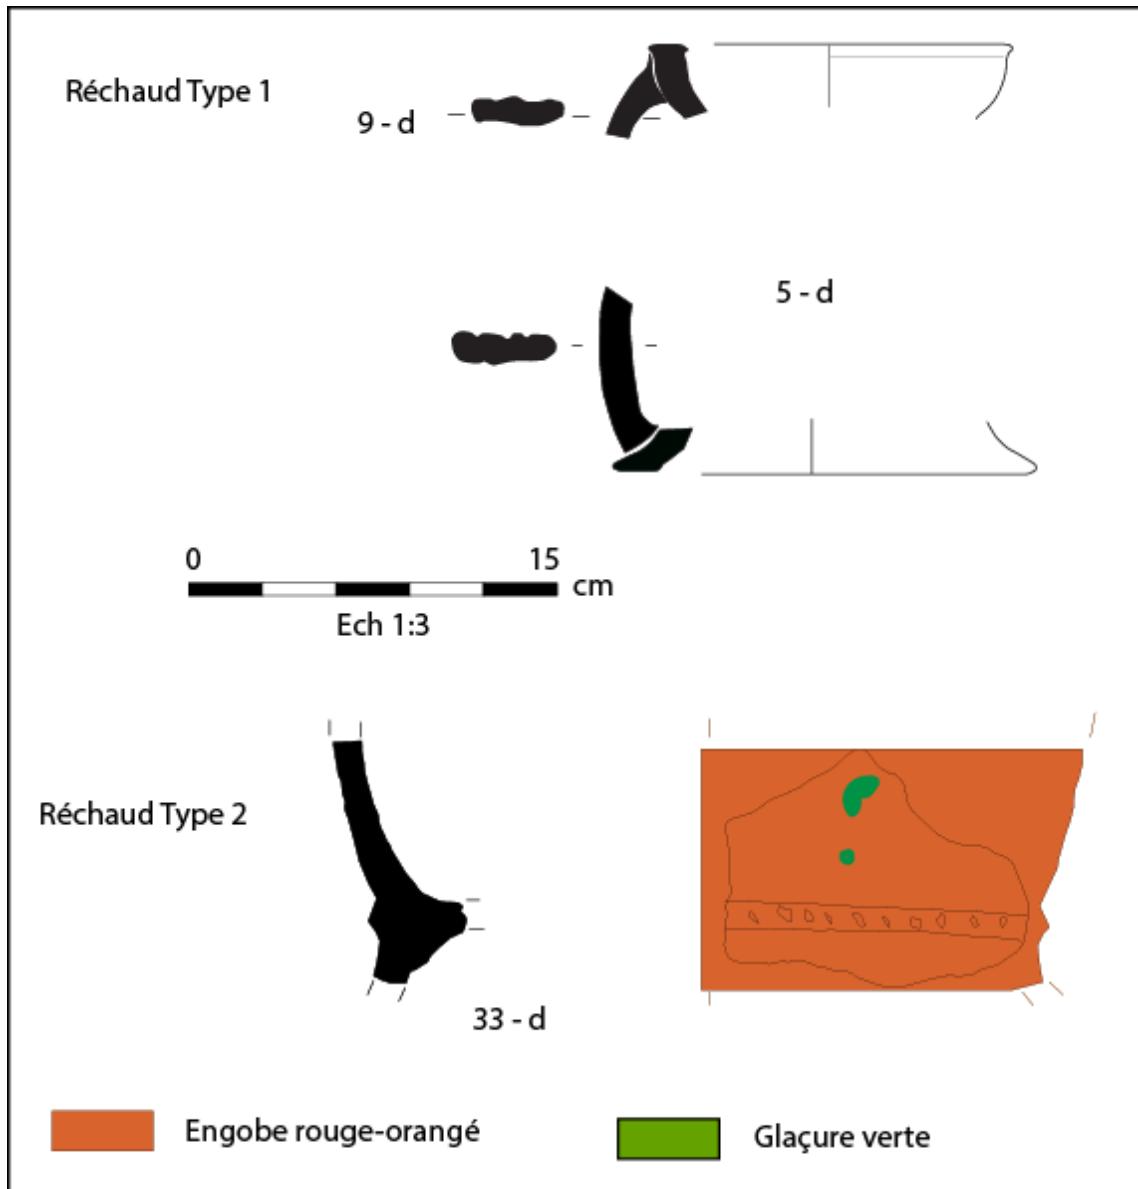 Réchaud Type 1
9 - d
5 - d
0 15
cm
Ech 1:3
Réchaud Type 2
33 - d
Engobe rouge-orangé
Glaçure verte